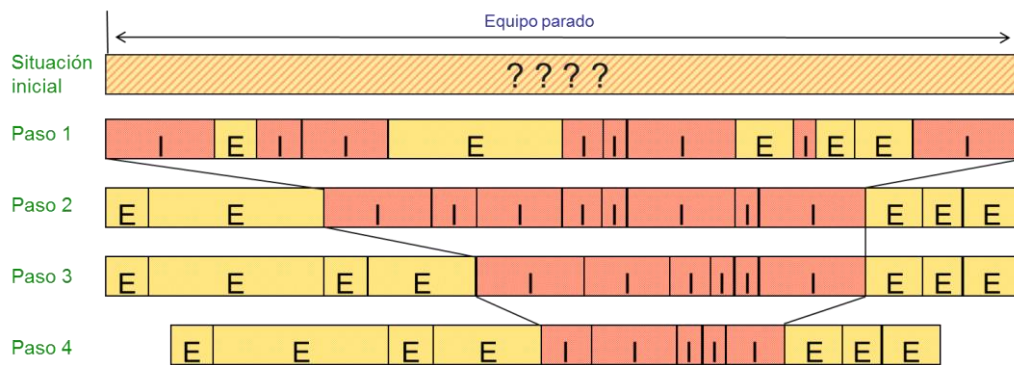 Equipo parado
Situación
inicial
? ? ? ?
Paso 1
I E I I E I I I E I E E I
Paso 2
E E I I I I I I I I E E E
Paso 3
E E E E I I I I I I E E E
Paso 4
E E E E I I I I I E E E